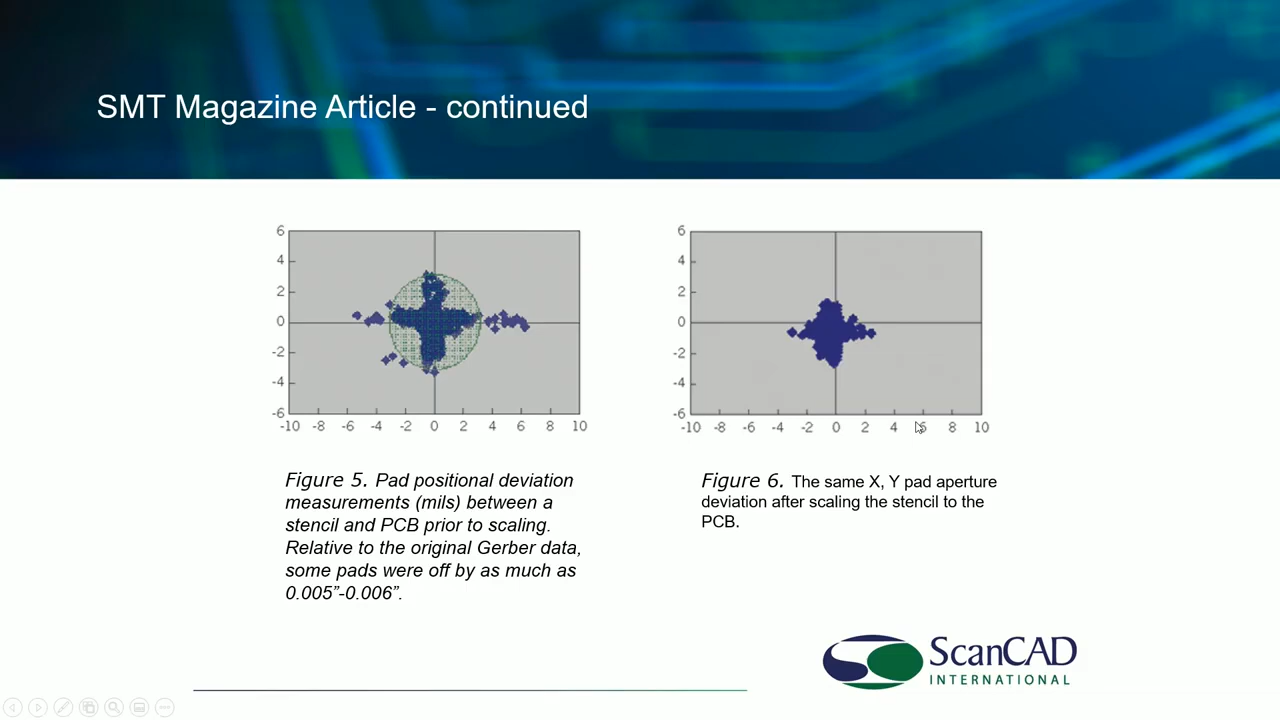 SMT Magazine Article - continued
6
4
2
0
-2
-4
-6
-10 -8 -6 -4 -2 0 2 4 6 8 10
6
4
2
0
-2
-4
-6
-10 -8 -6 -4 -2 0 2 4 6 8 10
Figure 5. Pad positional deviation
measurements (mils) between a
stencil and PCB prior to scaling.
Relative to the original Gerber data,
some pads were off by as much as
0.005”-0.006”.
Figure 6. The same X, Y pad aperture
deviation after scaling the stencil to the
PCB.
ScanCAD
INTERNATIONAL